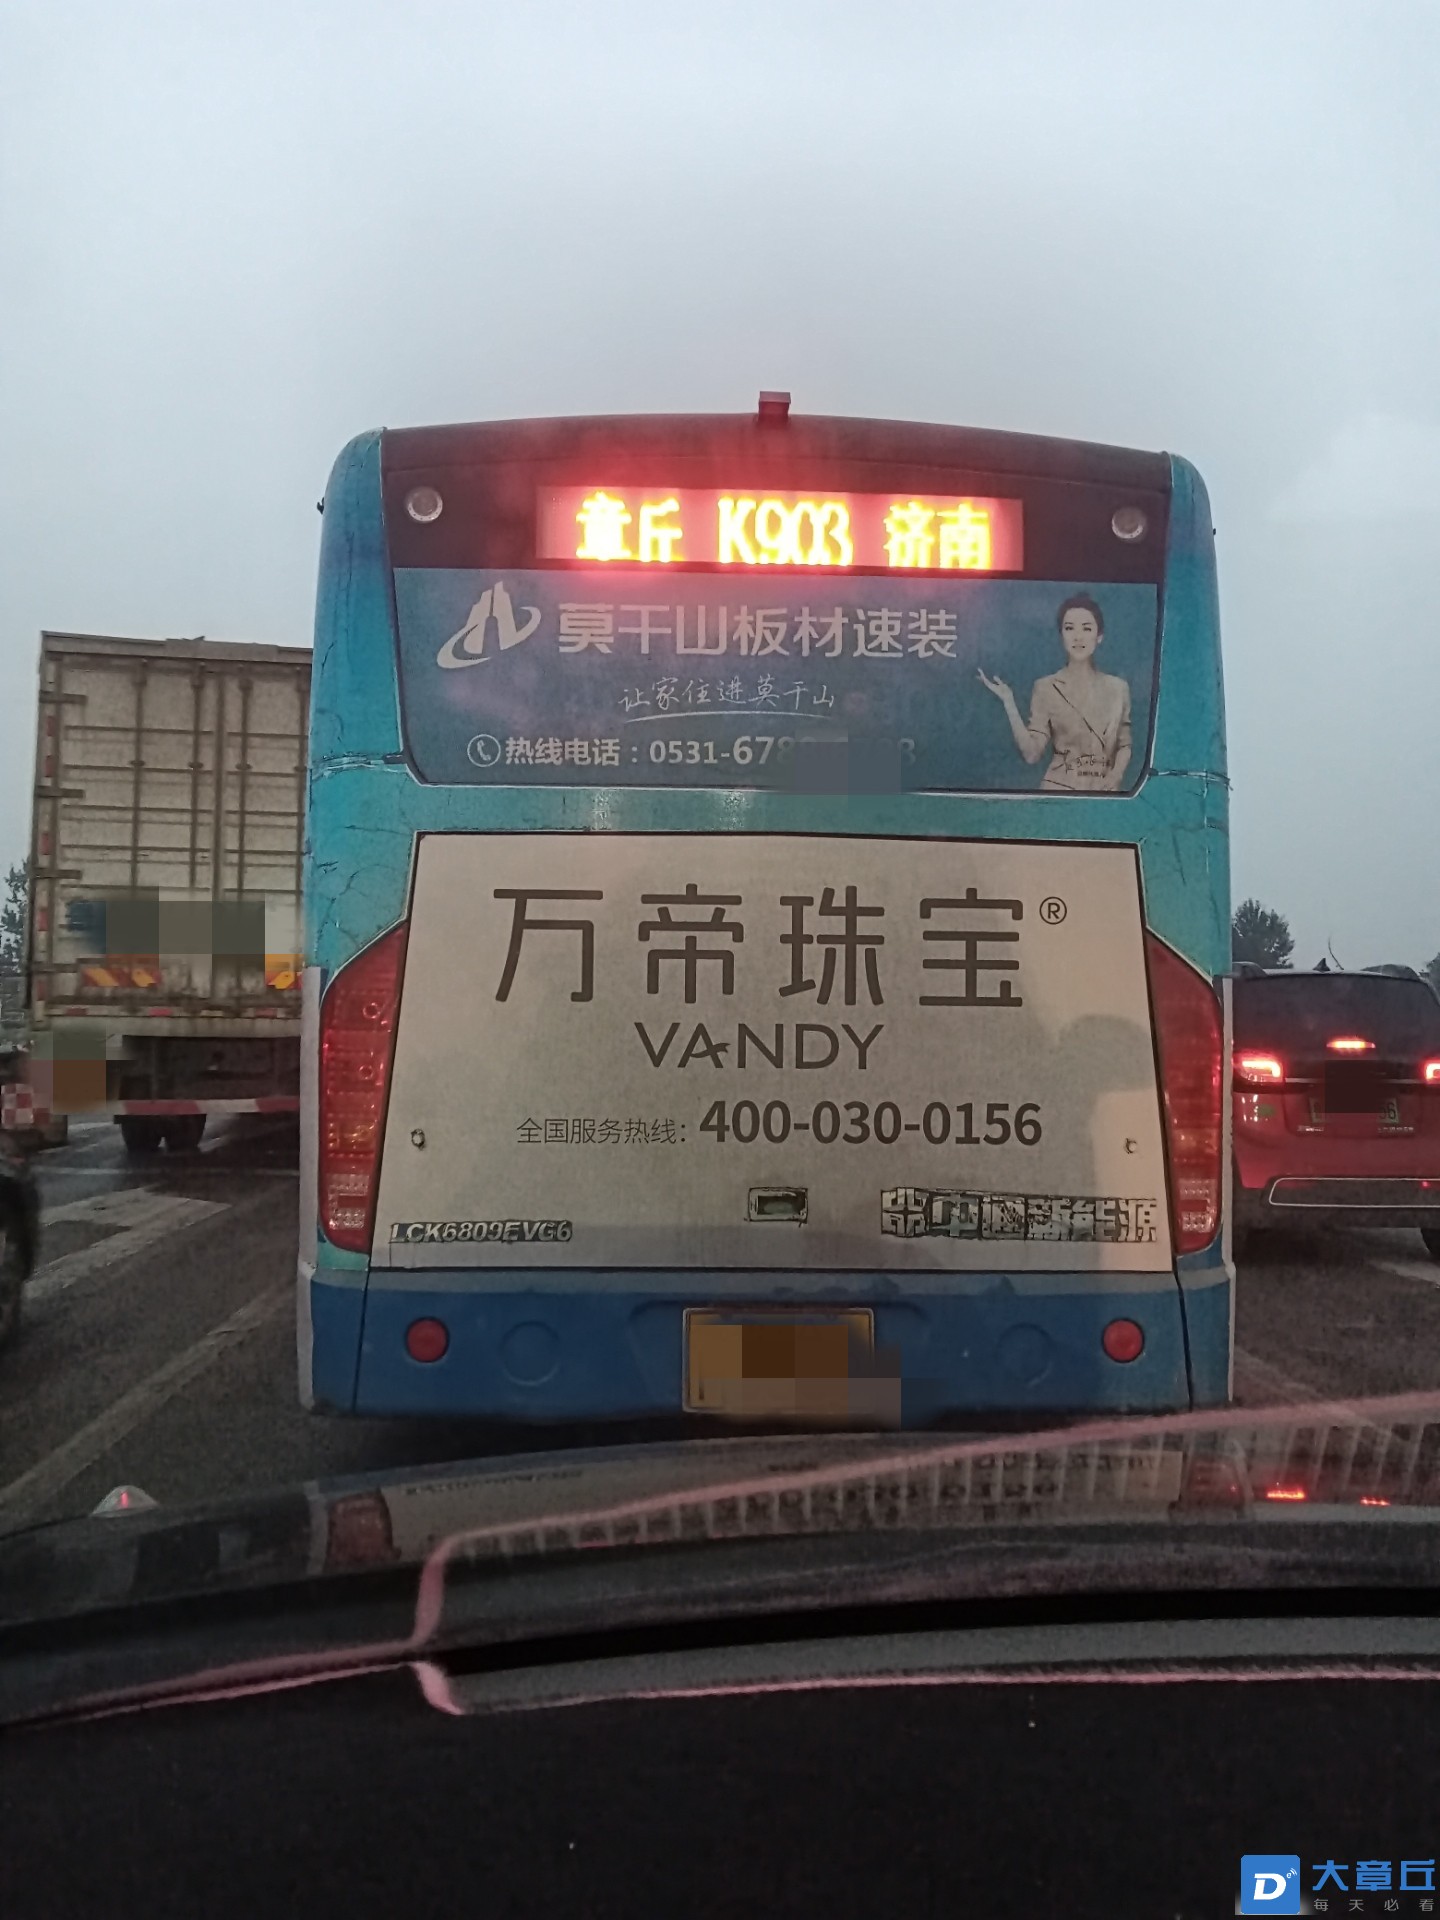 章丘 K903 济南
莫干山板材速装
让家住进莫干山
热线电话：0531-678
万帝珠宝®
VANDY
全国服务热线：400-030-0156
中通新能源
LCK6809EVG6
大章丘
每天必看